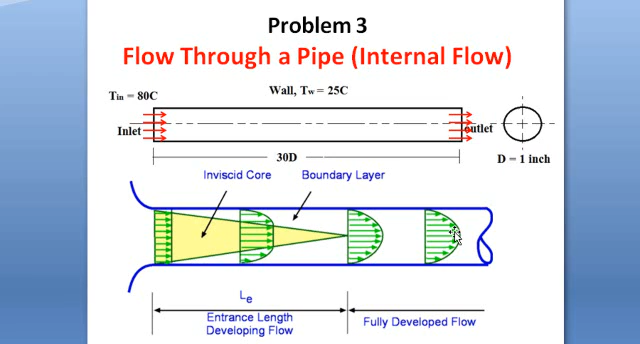 Problem 3
Flow Through a Pipe (Internal Flow)
Wall, Tw = 25C
Tin = 80C
Inlet
outlet
30D
D = 1 inch
Inviscid Core
Boundary Layer
Le
Entrance Length
Developing Flow
Fully Developed Flow